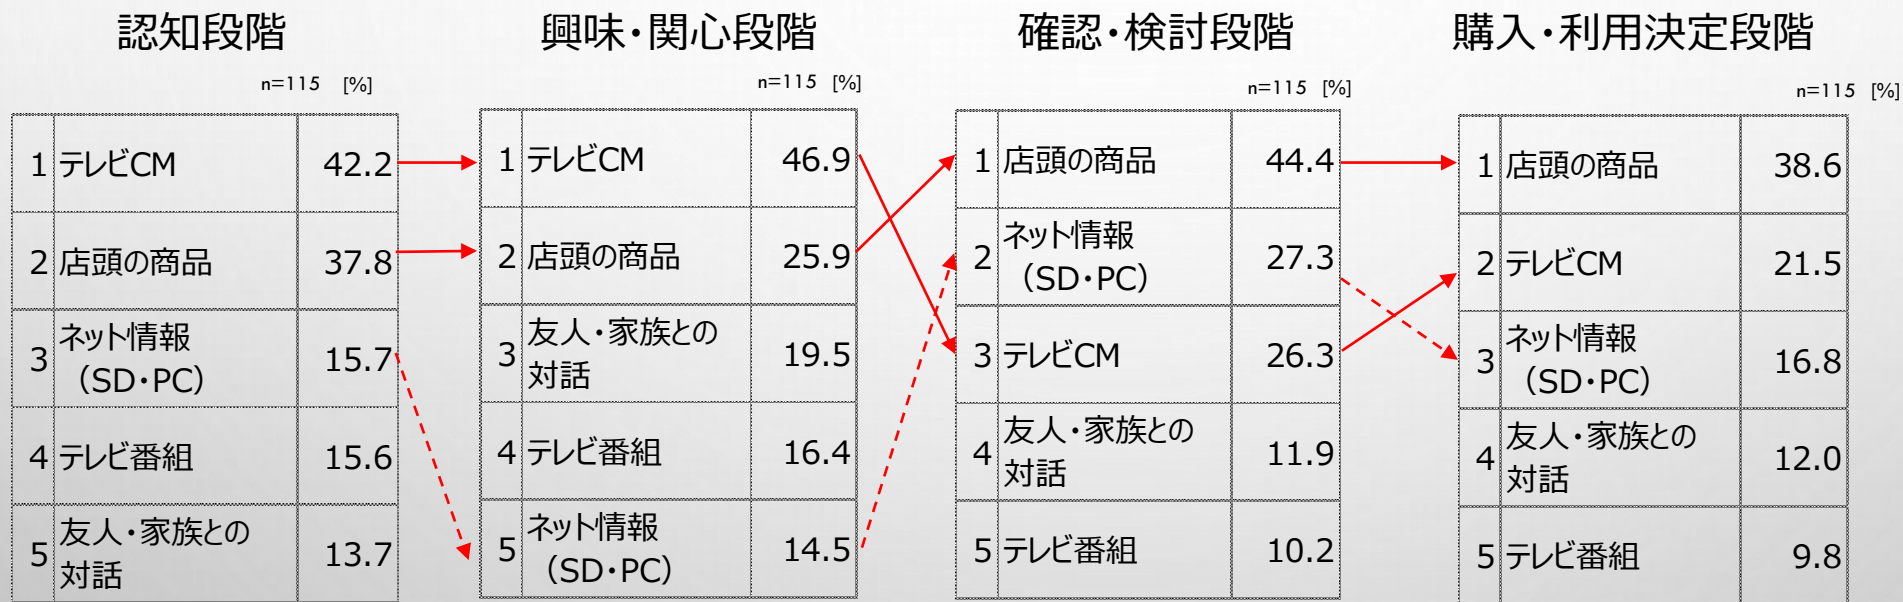 認知段階
n=115 [%]
1 テレビCM 42.2
2 店頭の商品 37.8
3 ネット情報
（SD・PC） 15.7
4 テレビ番組 15.6
5 友人・家族との
対話 13.7
興味・関心段階
n=115 [%]
1 テレビCM 46.9
2 店頭の商品 25.9
3 友人・家族との
対話 19.5
4 テレビ番組 16.4
5 ネット情報
（SD・PC） 14.5
確認・検討段階
n=115 [%]
1 店頭の商品 44.4
2 ネット情報
（SD・PC） 27.3
3 テレビCM 26.3
4 友人・家族との
対話 11.9
5 テレビ番組 10.2
購入・利用決定段階
n=115 [%]
1 店頭の商品 38.6
2 テレビCM 21.5
3 ネット情報
（SD・PC） 16.8
4 友人・家族との
対話 12.0
5 テレビ番組 9.8